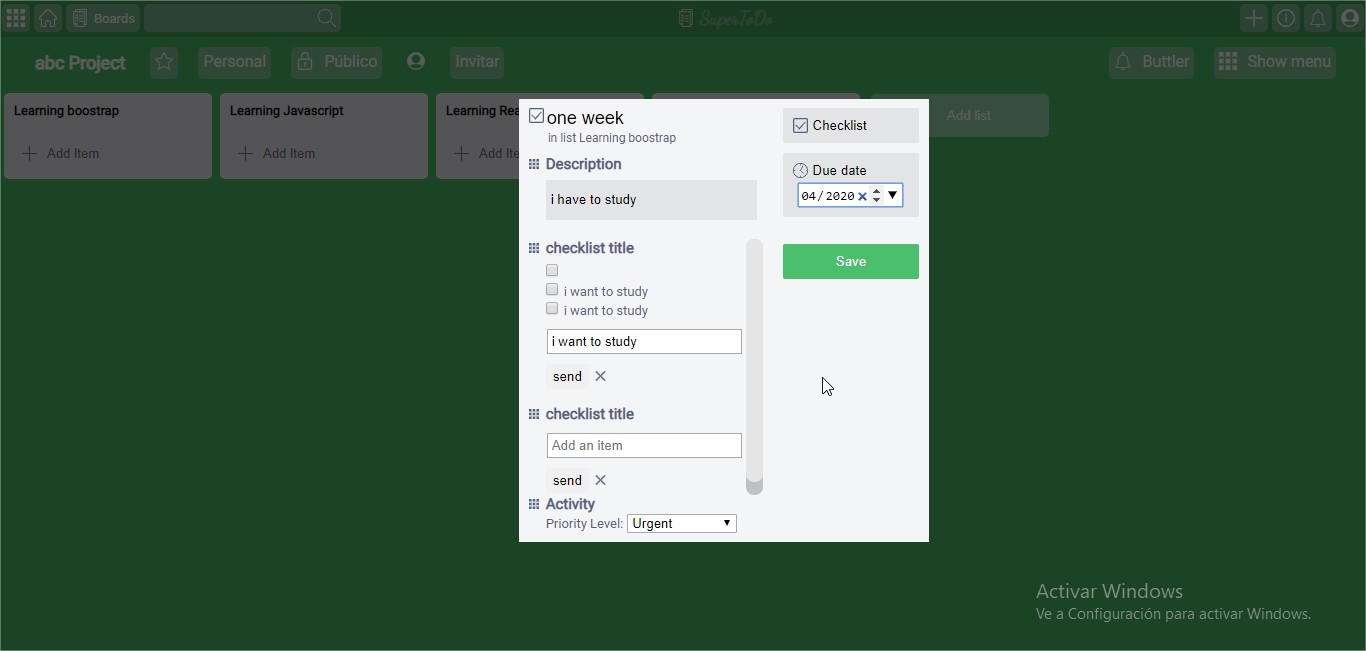 Boards
SuperToDo
abc Project
Personal
Público
Invitar
Buttler
Show menu
Learning boostrap
Add Item
Learning Javascript
Add Item
Learning Rea
Add Ite
Add list
one week
in list Learning boostrap
Description
i have to study
checklist title
i want to study
i want to study
i want to study
send
checklist title
Add an item
send
Activity
Priority Level: Urgent
Checklist
Due date
04/2020
Save
Activar Windows
Ve a Configuración para activar Windows.